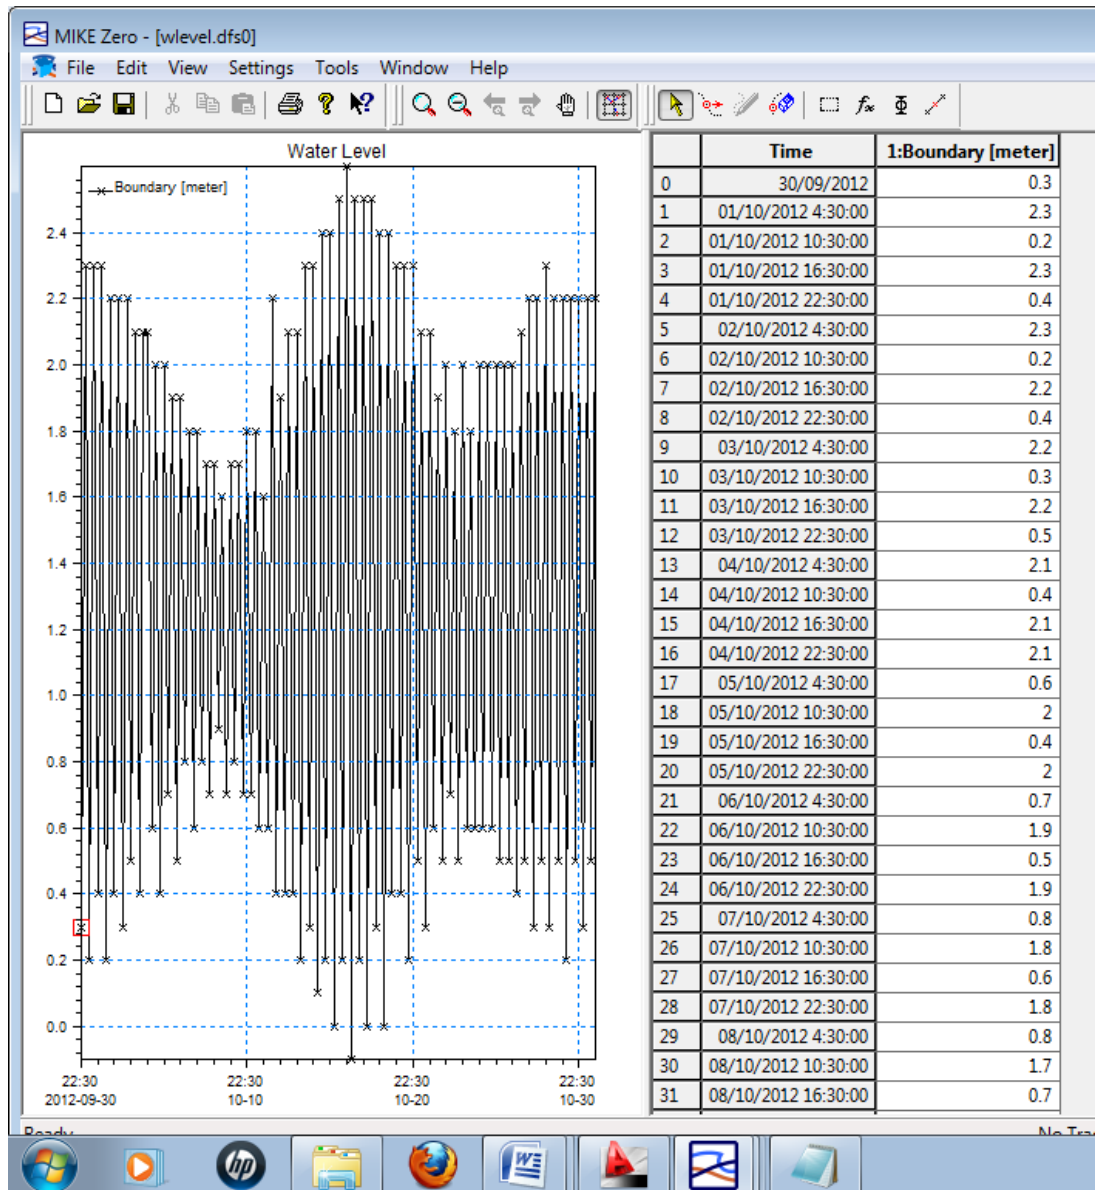 MIKE Zero - [wlevel.dfs0]
File Edit View Settings Tools Window Help
Water Level
Boundary [meter]
2.4
2.2
2.0
1.8
1.6
1.4
1.2
1.0
0.8
0.6
0.4
0.2
0.0
22:30 22:30 22:30 22:30
2012-09-30 10-10 10-20 10-30
Time 1:Boundary [meter]
0 30/09/2012 0.3
1 01/10/2012 4:30:00 2.3
2 01/10/2012 10:30:00 0.2
3 01/10/2012 16:30:00 2.3
4 01/10/2012 22:30:00 0.4
5 02/10/2012 4:30:00 2.3
6 02/10/2012 10:30:00 0.2
7 02/10/2012 16:30:00 2.2
8 02/10/2012 22:30:00 0.4
9 03/10/2012 4:30:00 2.2
10 03/10/2012 10:30:00 0.3
11 03/10/2012 16:30:00 2.2
12 03/10/2012 22:30:00 0.5
13 04/10/2012 4:30:00 2.1
14 04/10/2012 10:30:00 0.4
15 04/10/2012 16:30:00 2.1
16 04/10/2012 22:30:00 2.1
17 05/10/2012 4:30:00 0.6
18 05/10/2012 10:30:00 2
19 05/10/2012 16:30:00 0.4
20 05/10/2012 22:30:00 2
21 06/10/2012 4:30:00 0.7
22 06/10/2012 10:30:00 1.9
23 06/10/2012 16:30:00 0.5
24 06/10/2012 22:30:00 1.9
25 07/10/2012 4:30:00 0.8
26 07/10/2012 10:30:00 1.8
27 07/10/2012 16:30:00 0.6
28 07/10/2012 22:30:00 1.8
29 08/10/2012 4:30:00 0.8
30 08/10/2012 10:30:00 1.7
31 08/10/2012 16:30:00 0.7
Ready No Tra
hp